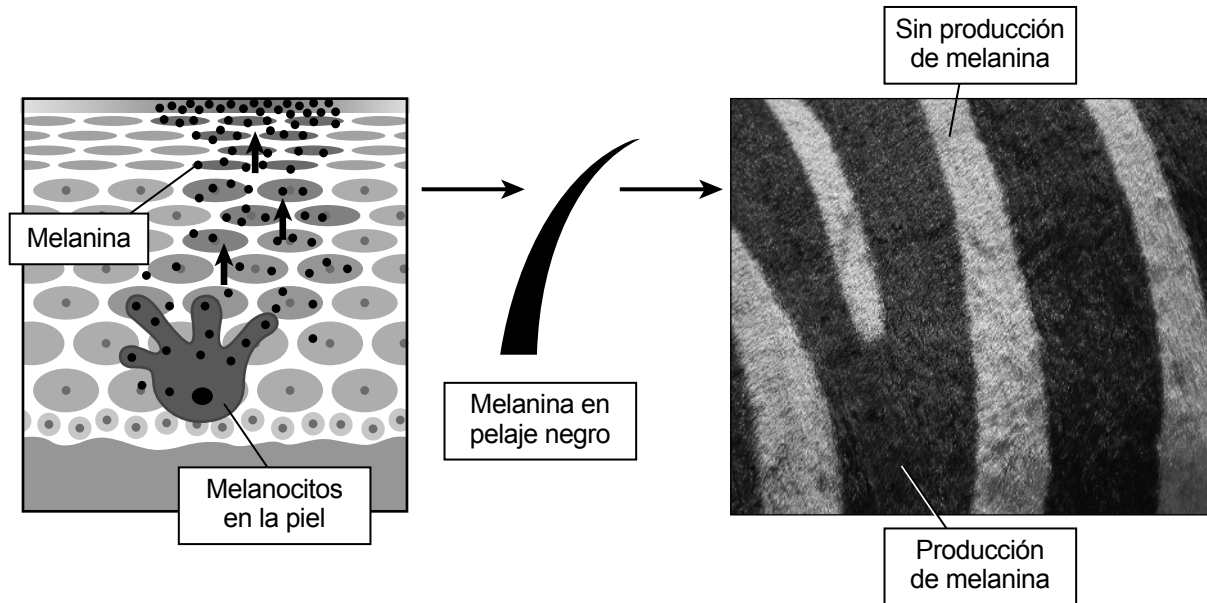 Sin producción
de melanina
Melanina
Melanina en
pelaje negro
Melanocitos
en la piel
Producción
de melanina